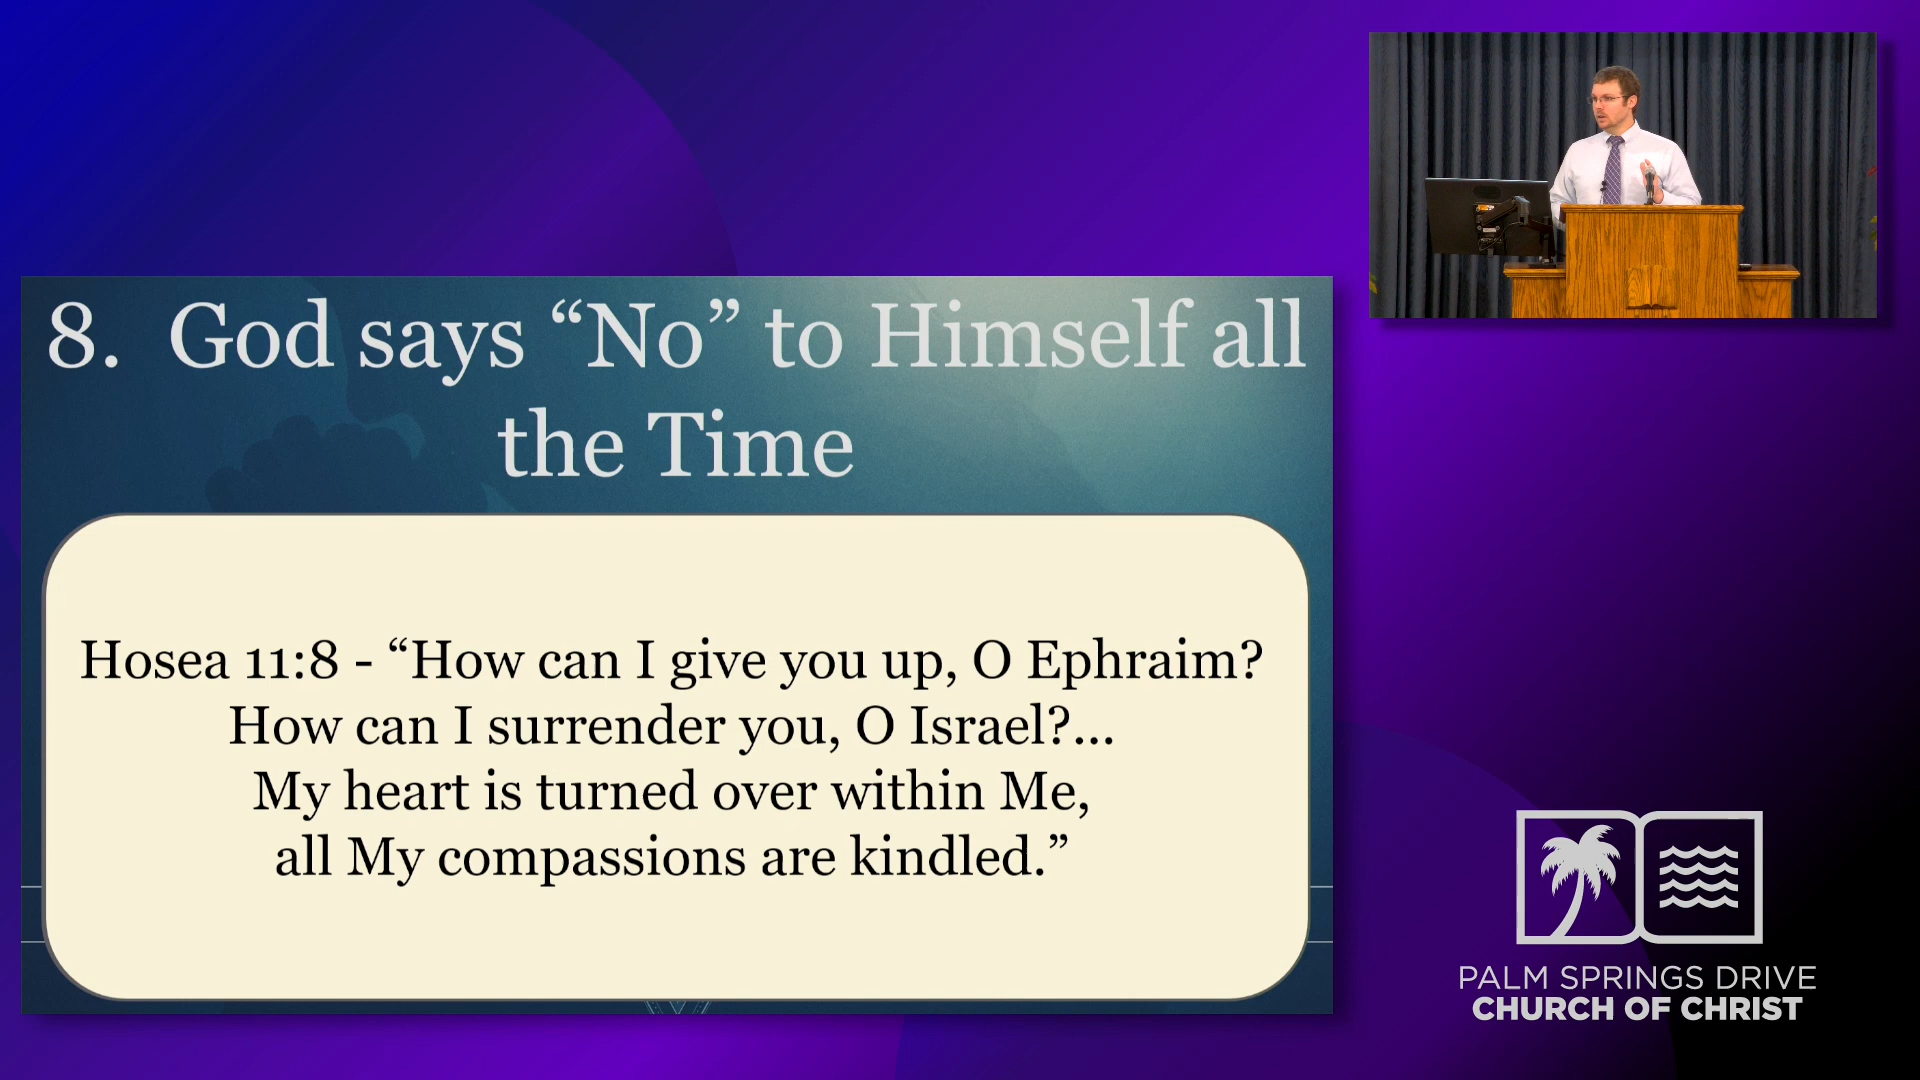 8. God says “No” to Himself all
the Time
Hosea 11:8 - “How can I give you up, O Ephraim?
How can I surrender you, O Israel?...
My heart is turned over within Me,
all My compassions are kindled.”
PALM SPRINGS DRIVE
CHURCH OF CHRIST